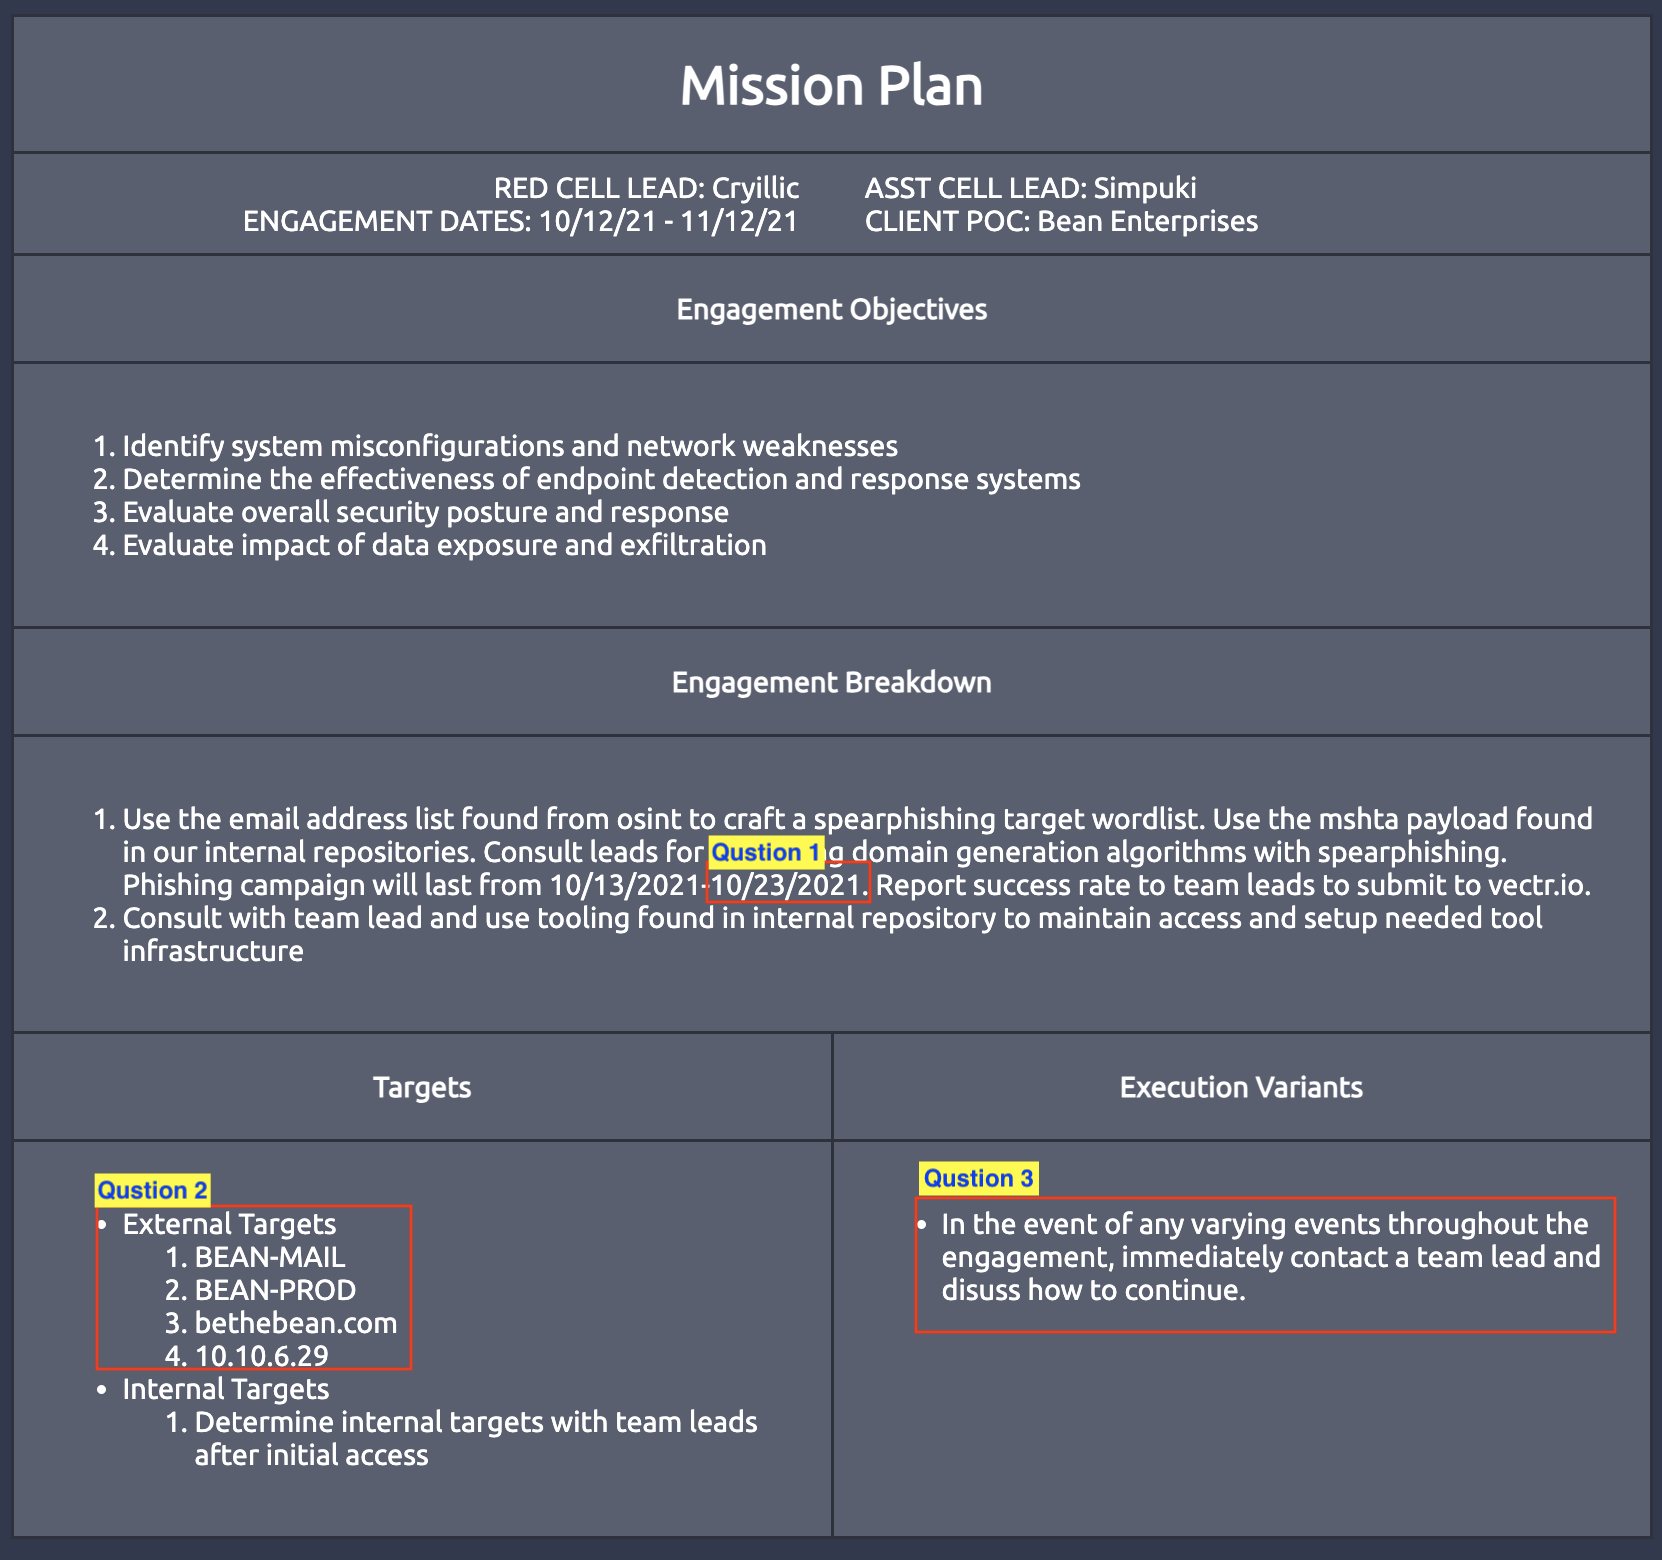 Mission Plan
RED CELL LEAD: Cryillic
ENGAGEMENT DATES: 10/12/21 - 11/12/21
ASST CELL LEAD: Simpuki
CLIENT POC: Bean Enterprises
Engagement Objectives
1. Identify system misconfigurations and network weaknesses
2. Determine the effectiveness of endpoint detection and response systems
3. Evaluate overall security posture and response
4. Evaluate impact of data exposure and exfiltration
Engagement Breakdown
1. Use the email address list found from osint to craft a spearphishing target wordlist. Use the mshta payload found
in our internal repositories. Consult leads for domain generation algorithms with spearphishing.
Qustion 1
Phishing campaign will last from 10/13/2021-10/23/2021. Report success rate to team leads to submit to vectr.io.
2. Consult with team lead and use tooling found in internal repository to maintain access and setup needed tool
infrastructure
Targets
Qustion 2
• External Targets
1. BEAN-MAIL
2. BEAN-PROD
3. bethebean.com
4. 10.10.6.29
• Internal Targets
1. Determine internal targets with team leads
after initial access
Execution Variants
Qustion 3
• In the event of any varying events throughout the
engagement, immediately contact a team lead and
disuss how to continue.